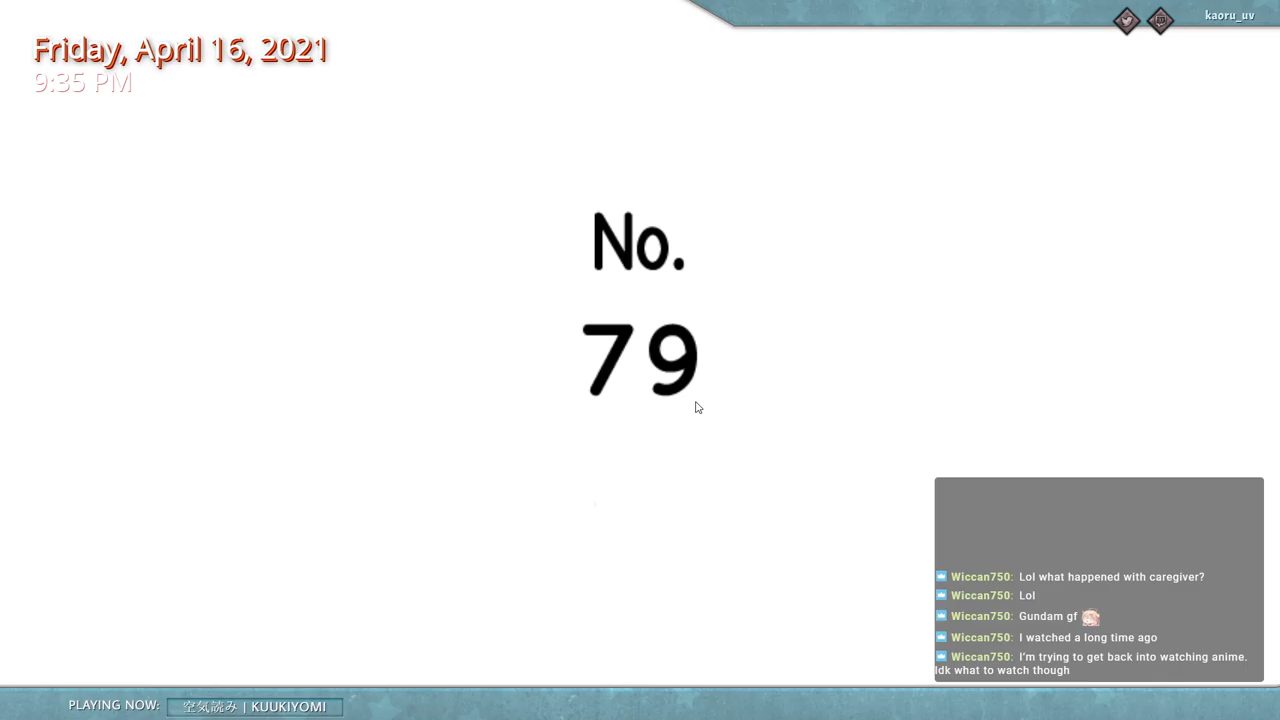 kaoru_uv
Friday, April 16, 2021
9:35 PM
No.
79
Wiccan750: Lol what happened with caregiver?
Wiccan750: Lol
Wiccan750: Gundam gf
Wiccan750: I watched a long time ago
Wiccan750: I'm trying to get back into watching anime.
Idk what to watch though
PLAYING NOW: 空気読み | KUUKIYOMI